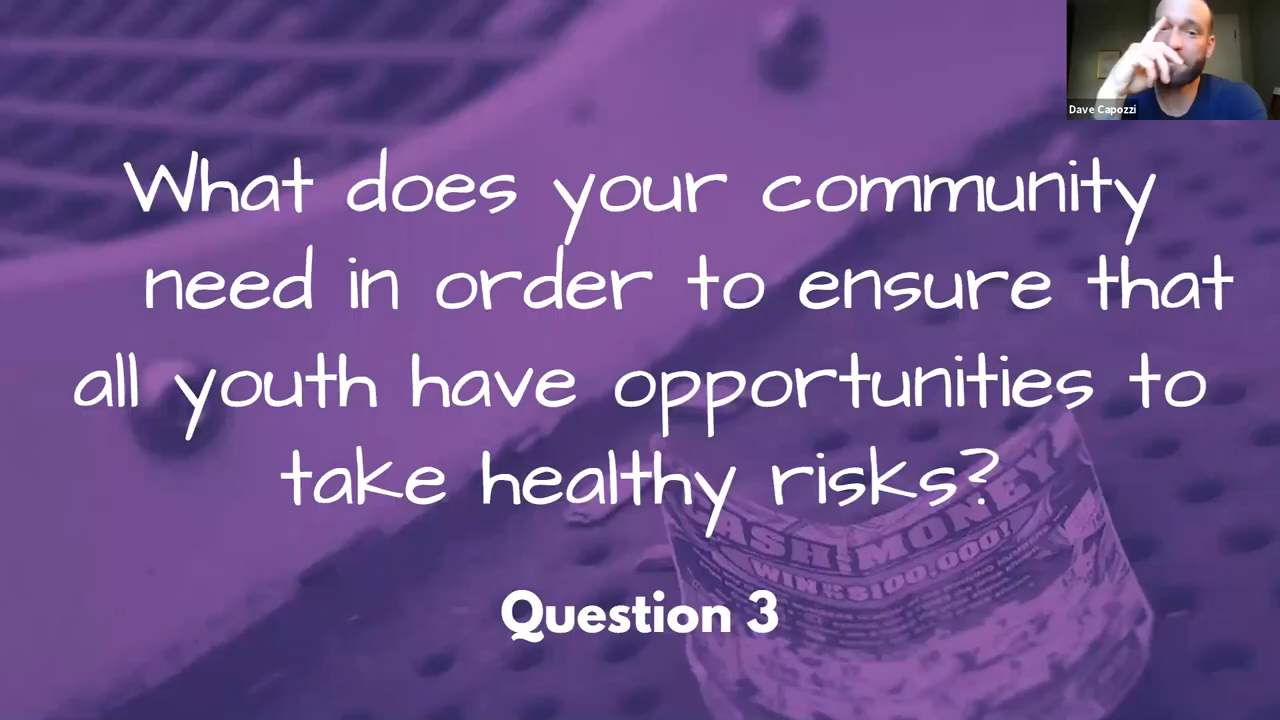 Dave Capozzi
What does your community
need in order to ensure that
all youth have opportunities to
take healthy risks?
CASH MONEY
$100,000!
Question 3